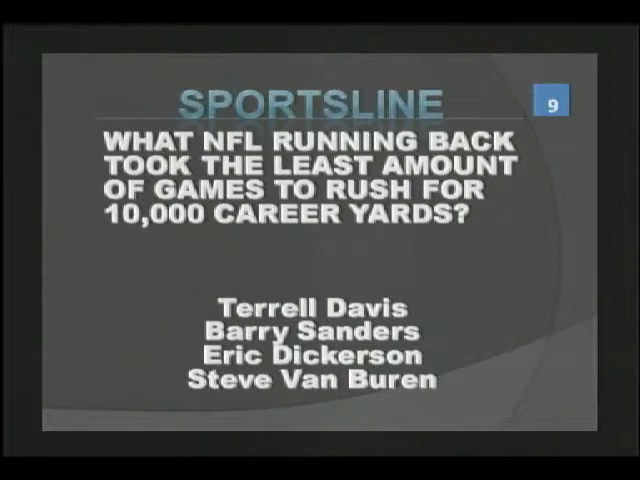 SPORTSLINE
9
WHAT NFL RUNNING BACK
TOOK THE LEAST AMOUNT
OF GAMES TO RUSH FOR
10,000 CAREER YARDS?
Terrell Davis
Barry Sanders
Eric Dickerson
Steve Van Buren